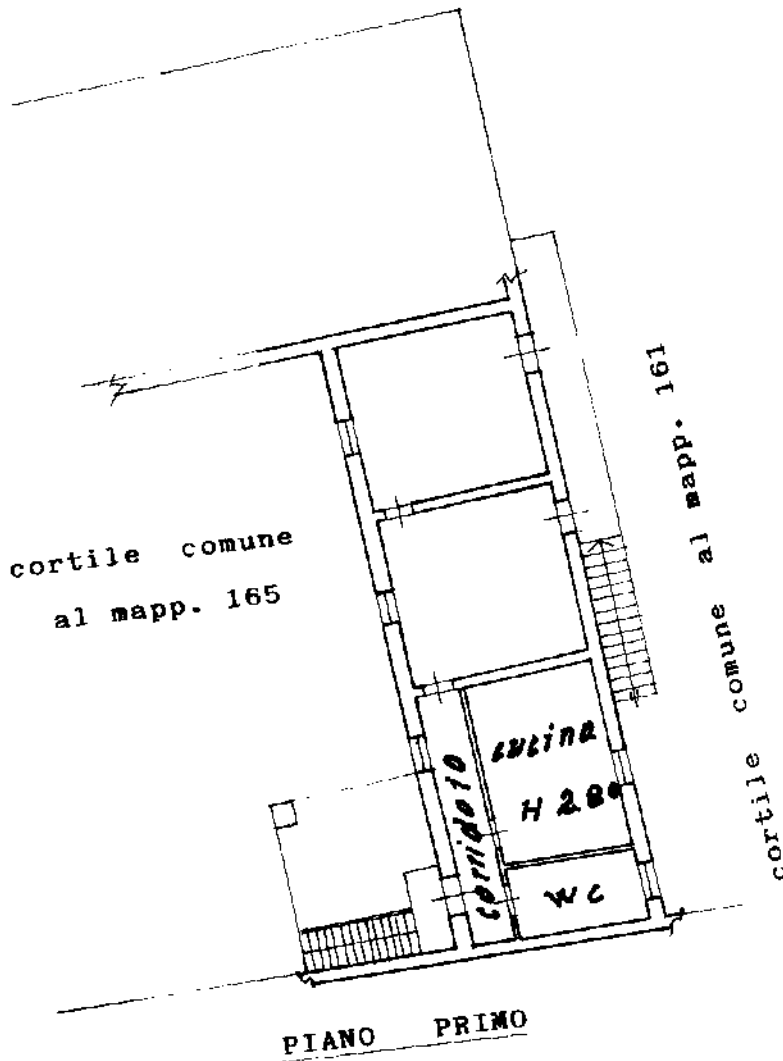 cortile comune
al mapp. 165
cortile comune al mapp. 161
cucina
H 280
corridoio
WC
PIANO PRIMO